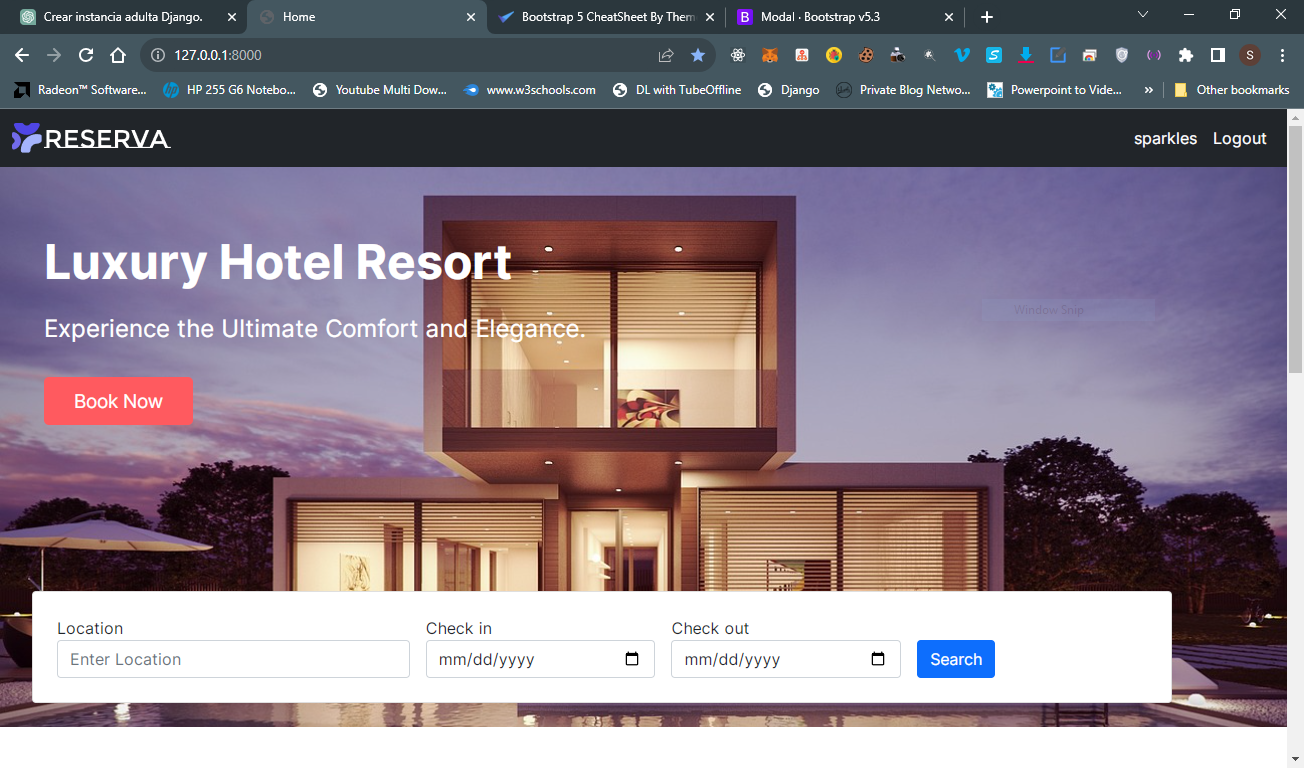 Crear instancia adulta Django.
Home
Bootstrap 5 CheatSheet By Them
Modal · Bootstrap v5.3
127.0.0.1:8000
S
S
Radeon™ Software...
HP 255 G6 Notebo...
Youtube Multi Dow...
www.w3schools.com
DL with TubeOffline
Django
Private Blog Networ...
Powerpoint to Vide...
»
Other bookmarks
RESERVA
sparkles
Logout
Luxury Hotel Resort
Experience the Ultimate Comfort and Elegance.
Window Snip
Book Now
Location
Check in
Check out
Enter Location
mm/dd/yyyy
mm/dd/yyyy
Search